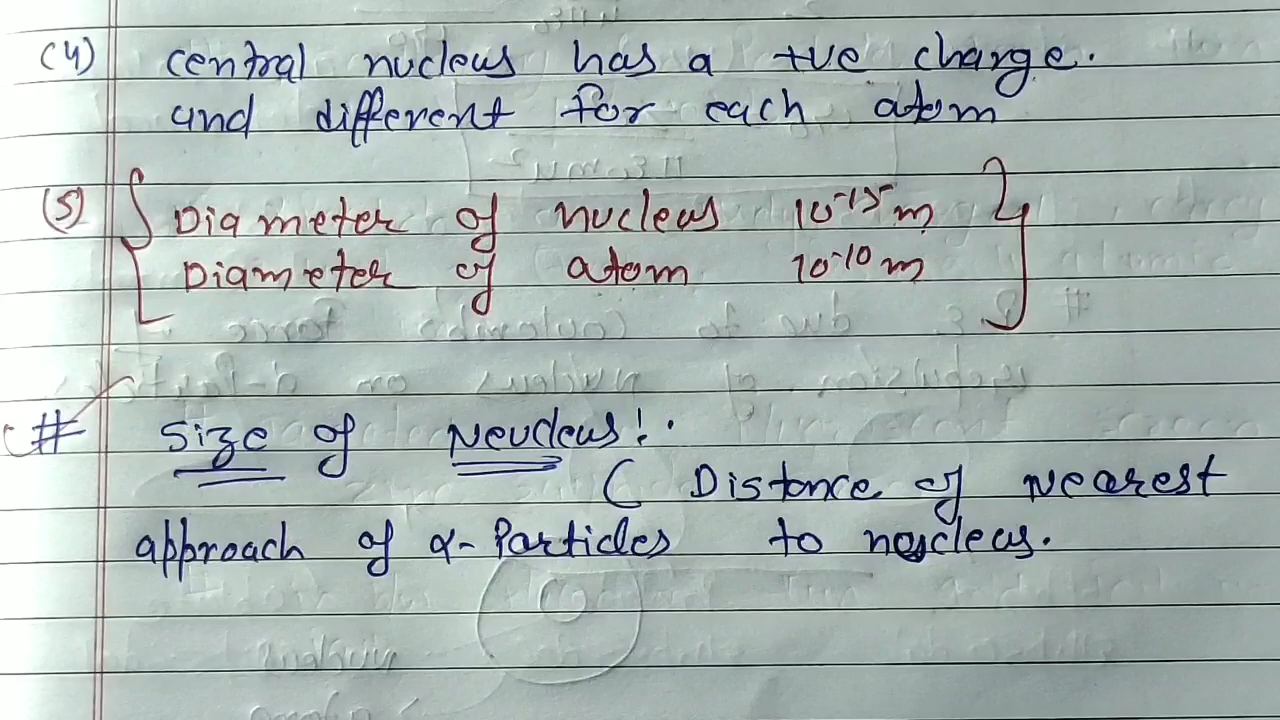 (4) central nucleus has a +ve charge.
and different for each atom
(5) Diameter of nucleus 10-15 m
Diameter of atom 10-10 m
# Size of Neucleus:.
( Distance of Nearest
approach of α-Particles to neucleus.